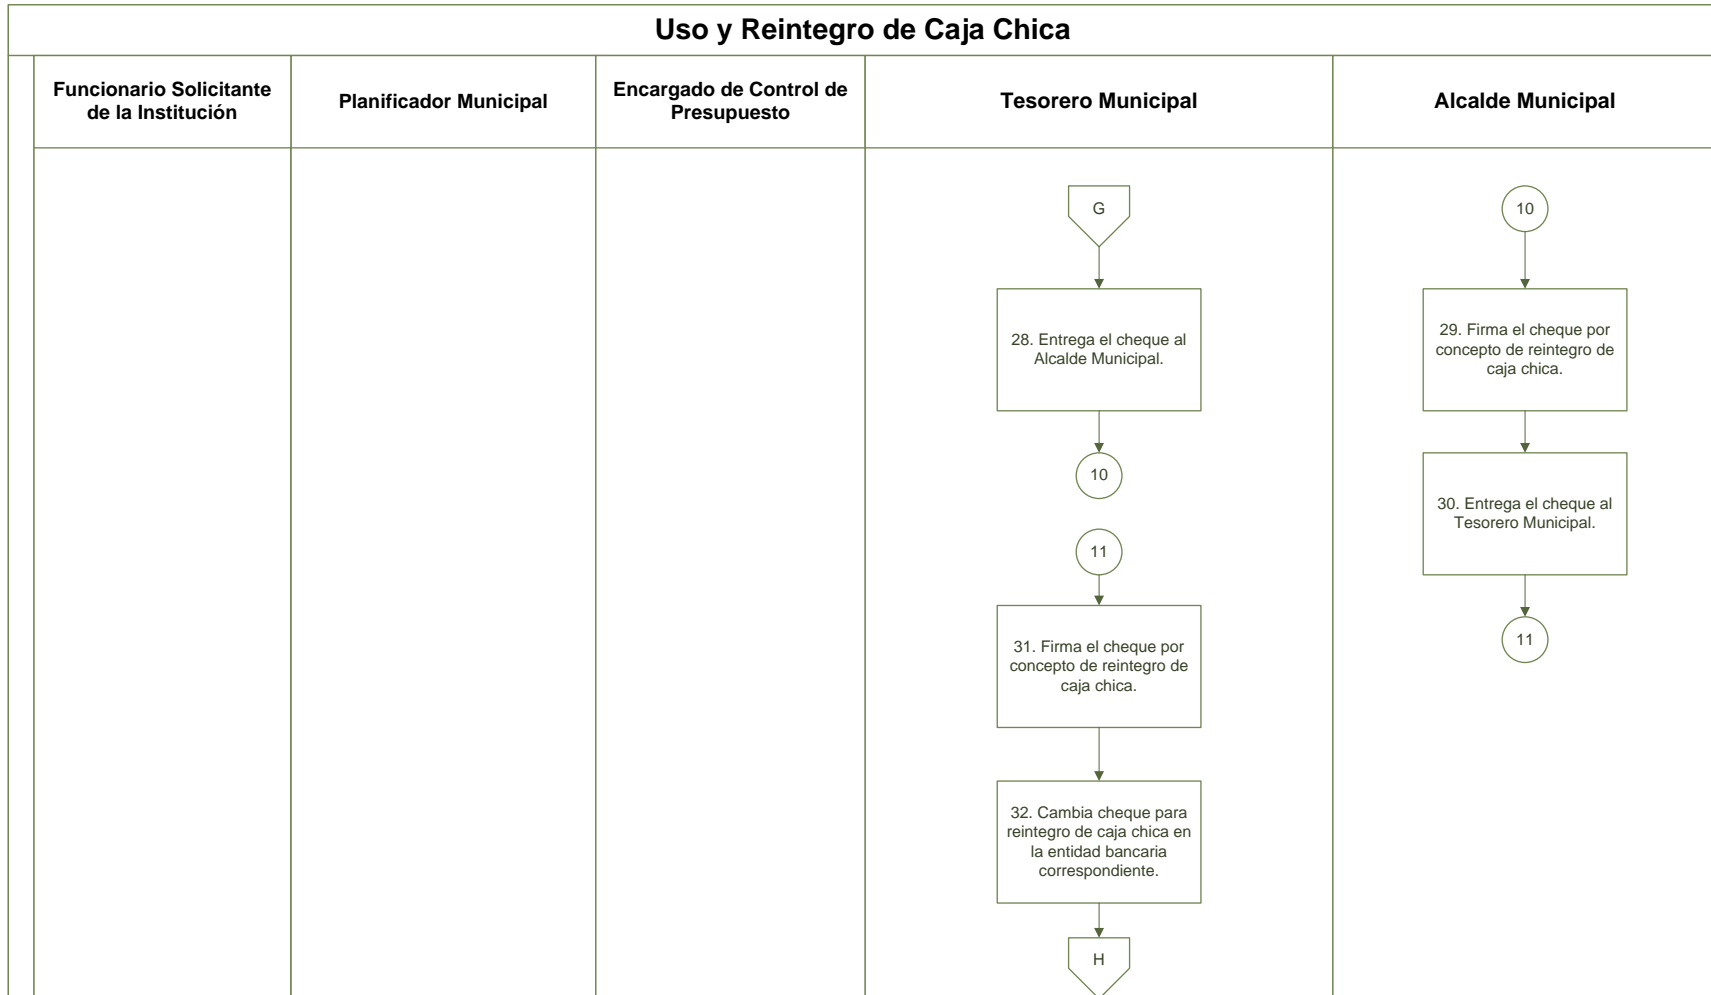 Uso y Reintegro de Caja Chica
Funcionario Solicitante
de la Institución
Planificador Municipal
Encargado de Control de
Presupuesto
Tesorero Municipal
Alcalde Municipal
G
28. Entrega el cheque al
Alcalde Municipal.
10
11
31. Firma el cheque por
concepto de reintegro de
caja chica.
32. Cambia cheque para
reintegro de caja chica en
la entidad bancaria
correspondiente.
H
10
29. Firma el cheque por
concepto de reintegro de
caja chica.
30. Entrega el cheque al
Tesorero Municipal.
11